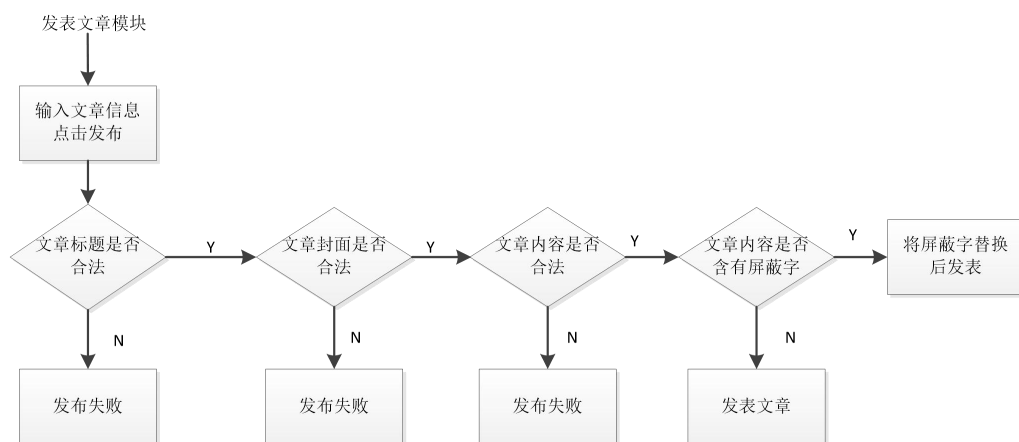 发表文章模块
输入文章信息
点击发布
文章标题是否
合法
Y
文章封面是否
合法
Y
文章内容是否
合法
Y
文章内容是否
含有屏蔽字
Y
将屏蔽字替换
后发表
N
N
N
N
发布失败
发布失败
发布失败
发表文章